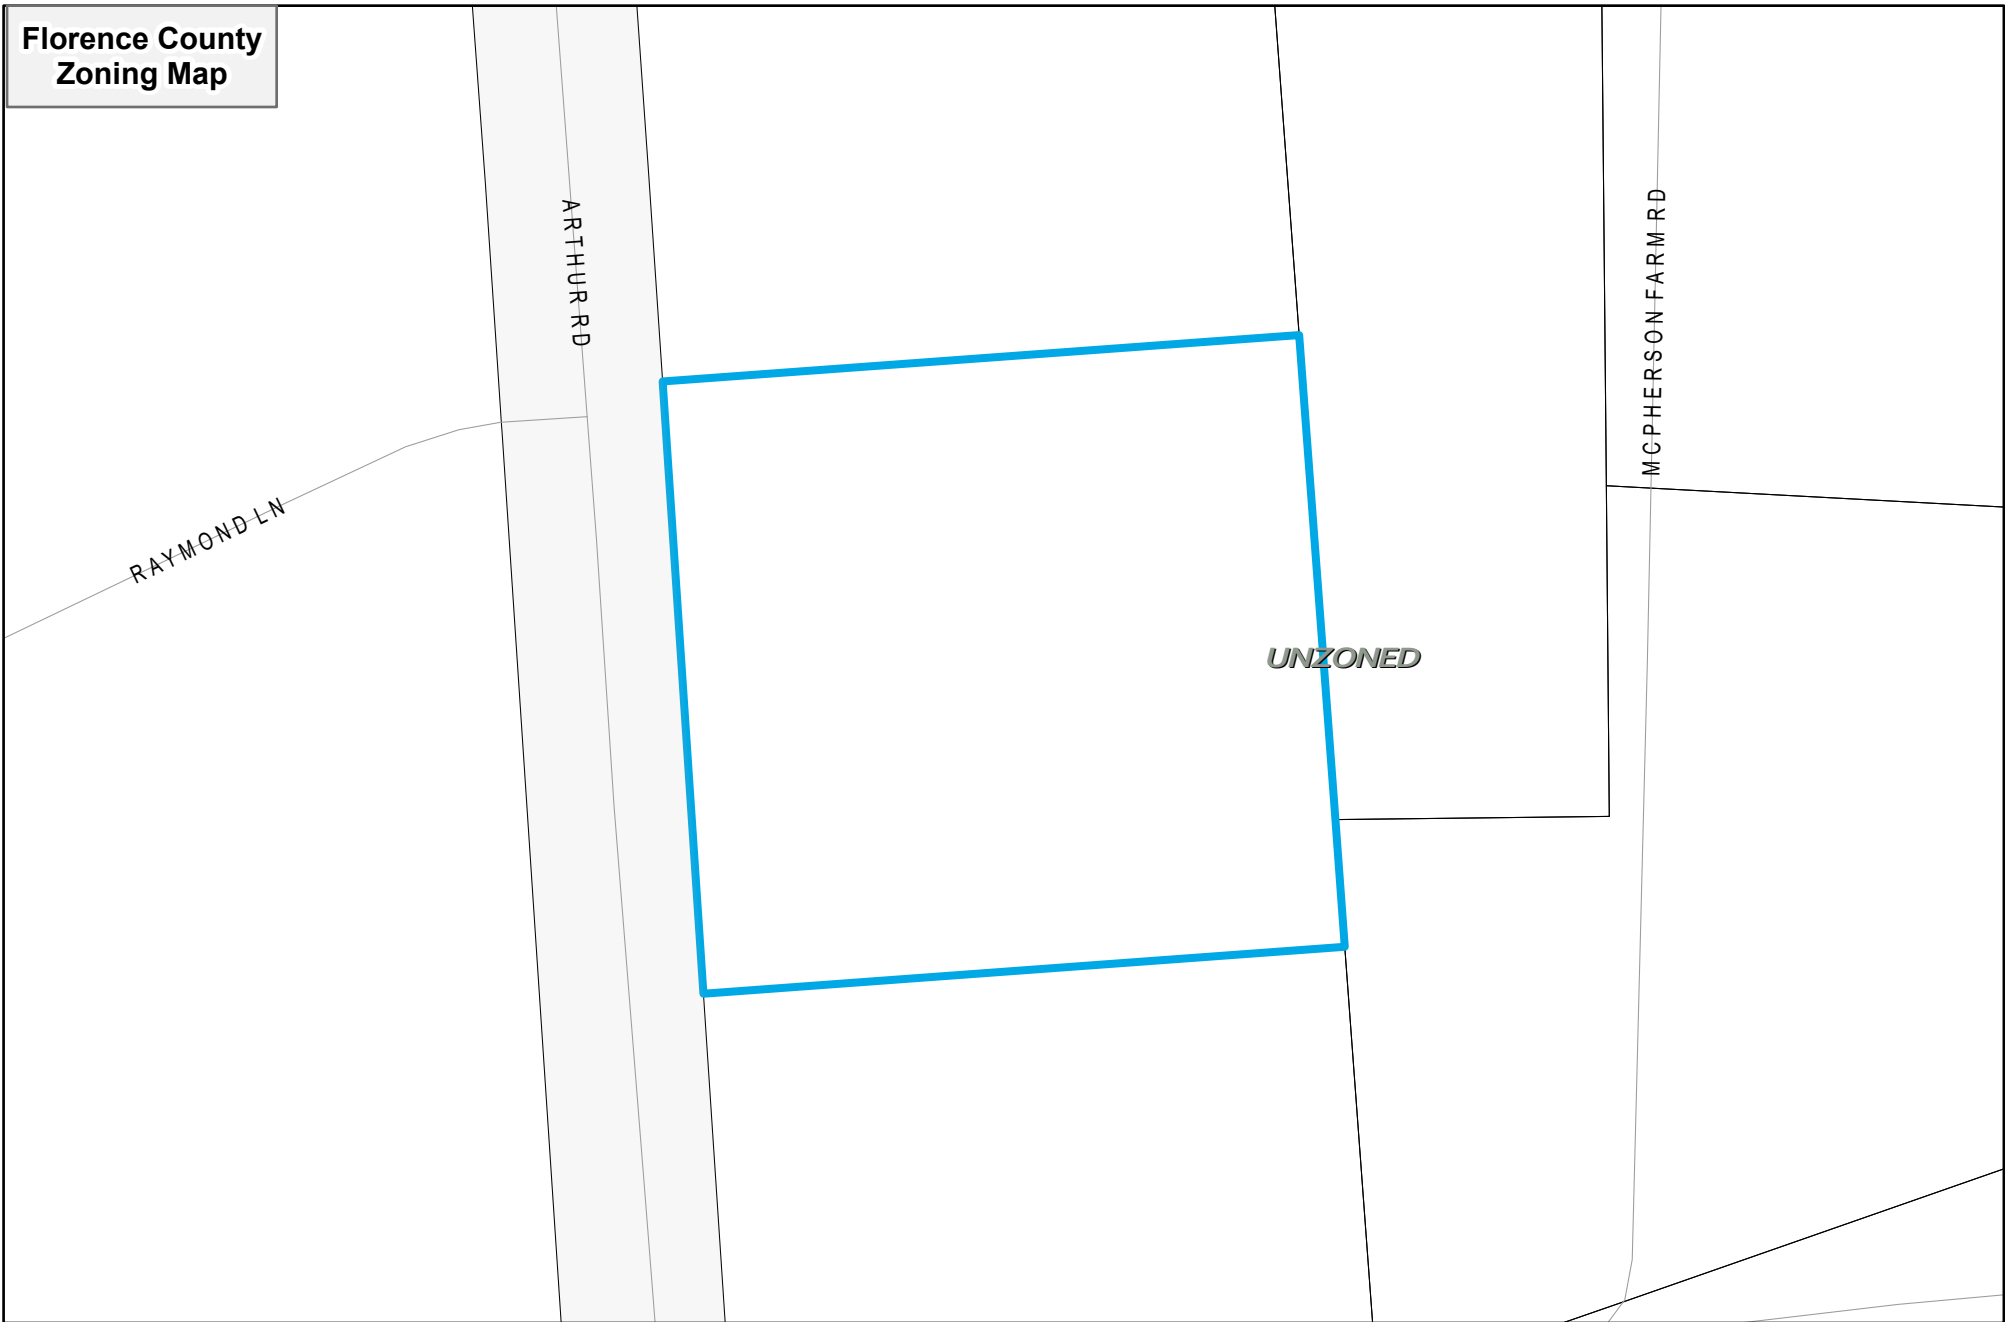 Florence County
Zoning Map
ARTHUR RD
MCPHERSON FARM RD
RAYMOND LN
UNZONED